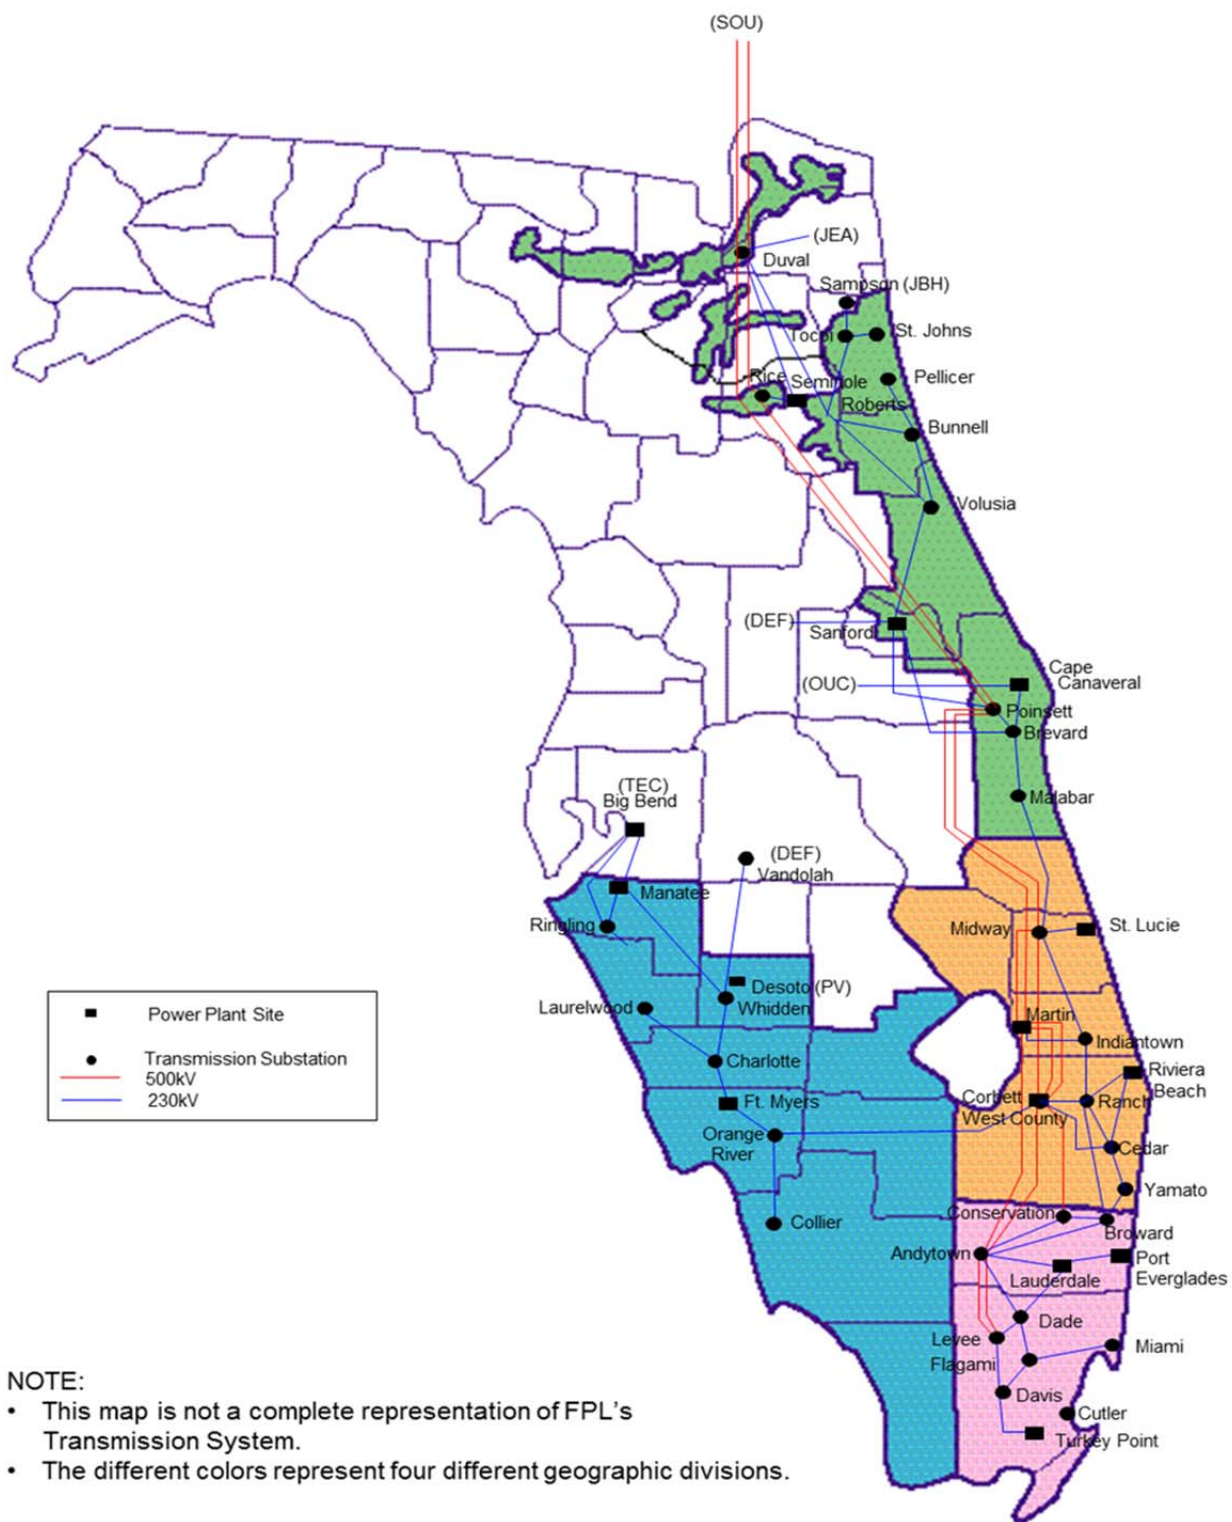 (SOU)
(JEA)
Duval
Sampson (JBH)
Tocoi
St. Johns
Rice
Seminole
Pellicer
Roberts
Bunnell
Volusia
(DEF)
Sanford
Cape
Canaveral
(OUC)
Poinsett
Brevard
(TEC)
Big Bend
Malabar
(DEF)
Vandolah
Manatee
Ringling
Midway
St. Lucie
Desoto (PV)
Whidden
Laurelwood
Martin
Indiantown
Charlotte
Riviera
Beach
Ft. Myers
Corbett
West County
Ranch
Orange
River
Cedar
Yamato
Collier
Conservation
Broward
Andytown
Port
Everglades
Lauderdale
Dade
Levee
Miami
Flagami
Davis
Cutler
Turkey Point
Power Plant Site
Transmission Substation
500kV
230kV
NOTE:
• This map is not a complete representation of FPL’s
Transmission System.
• The different colors represent four different geographic divisions.